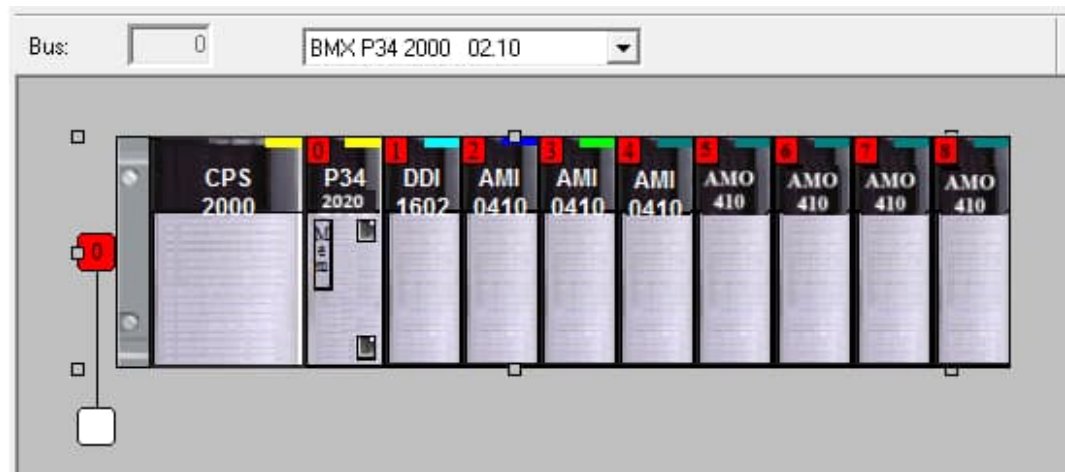 Bus: 0 BMX P34 2000 02.10
0 1 2 3 4 5 6 7 8
CPS P34 DDI AMI AMI AMI AMO AMO AMO AMO
2000 2020 1602 0410 0410 0410 410 410 410 410
0